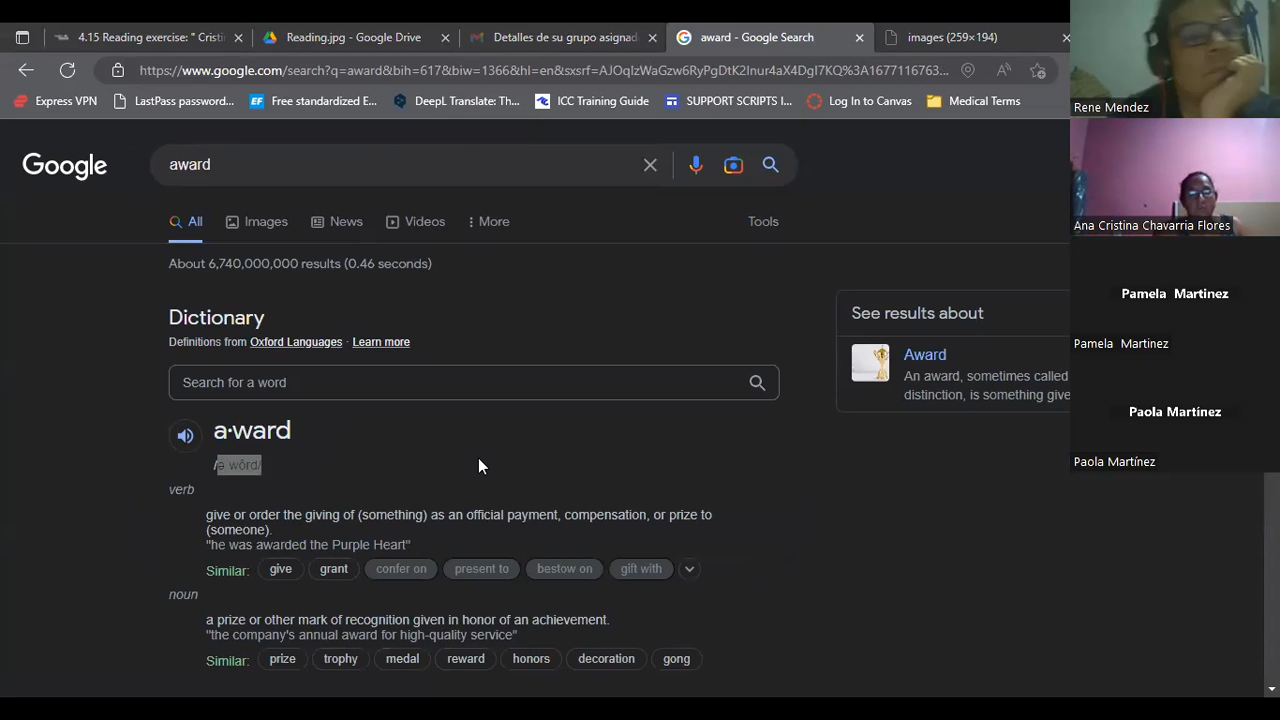 4.15 Reading exercise: " Cristi
Reading.jpg - Google Drive
Detalles de su grupo asignad
award - Google Search
images (259×194)
https://www.google.com/search?q=award&bih=617&biw=1366&hl=en&sxsrf=AJOqlzWaGzw6RyPgDtK2lnur4aX4DgI7KQ%3A1677116763...
Express VPN
LastPass password...
Free standardized E...
DeepL Translate: Th...
ICC Training Guide
SUPPORT SCRIPTS I...
Log In to Canvas
Medical Terms
Rene Mendez
Google
award
All
Images
News
Videos
More
Tools
Ana Cristina Chavarria Flores
About 6,740,000,000 results (0.46 seconds)
Pamela Martinez
Pamela Martinez
Dictionary
Definitions from Oxford Languages · Learn more
See results about
Award
An award, sometimes called
distinction, is something give
Search for a word
Paola Martínez
Paola Martínez
a·ward
/ə ˈwôrd/
verb
give or order the giving of (something) as an official payment, compensation, or prize to
(someone).
"he was awarded the Purple Heart"
Similar:
give
grant
confer on
present to
bestow on
gift with
noun
a prize or other mark of recognition given in honor of an achievement.
"the company's annual award for high-quality service"
Similar:
prize
trophy
medal
reward
honors
decoration
gong